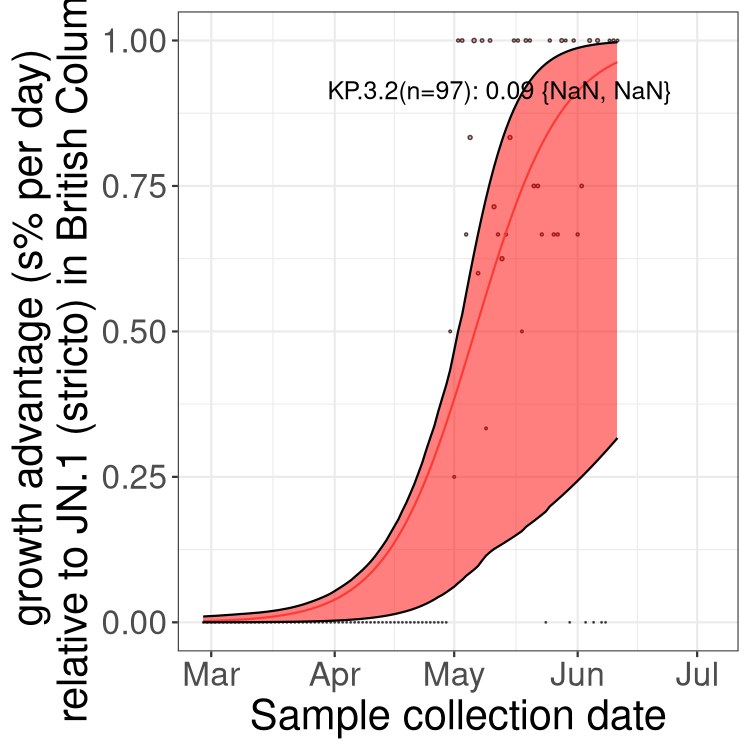 growth advantage (s% per day)
relative to JN.1 (stricto) in British Colum
1.00
0.75
0.50
0.25
0.00
KP.3.2(n=97): 0.09 {NaN, NaN}
Mar Apr May Jun Jul
Sample collection date